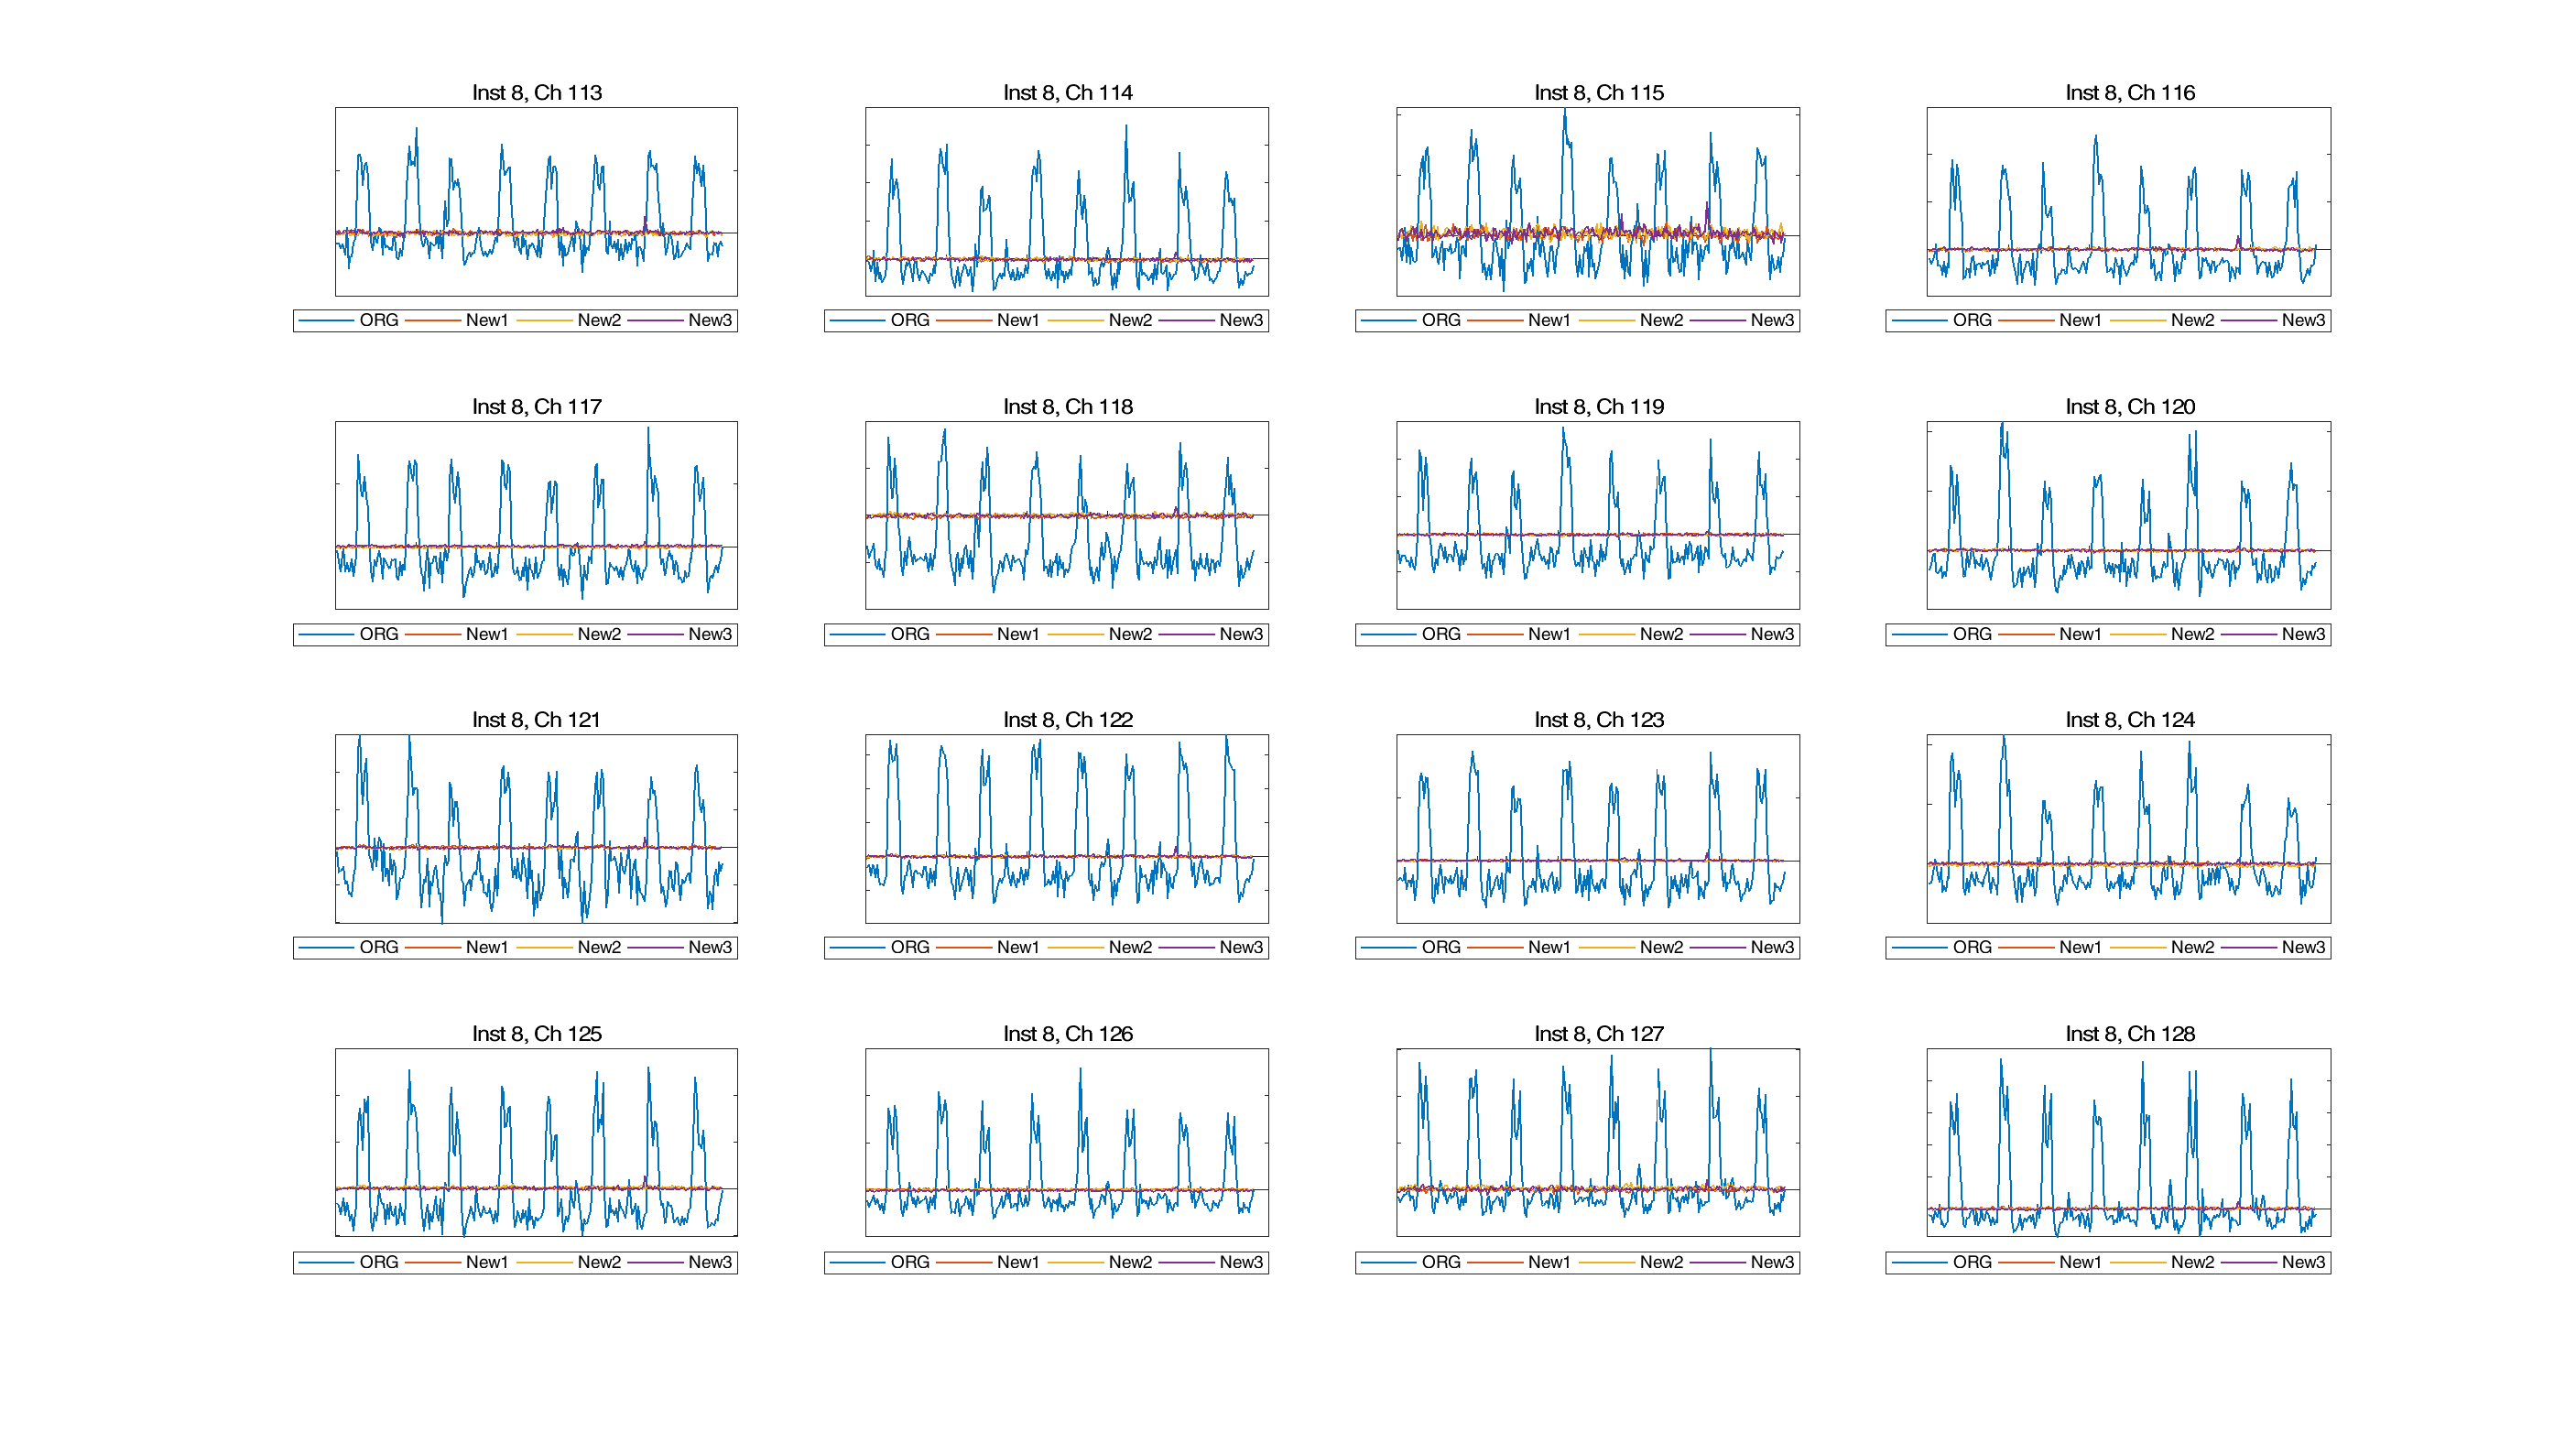 Inst 8, Ch 113
Inst 8, Ch 114
Inst 8, Ch 115
Inst 8, Ch 116
ORG New1 New2 New3
ORG New1 New2 New3
ORG New1 New2 New3
ORG New1 New2 New3
Inst 8, Ch 117
Inst 8, Ch 118
Inst 8, Ch 119
Inst 8, Ch 120
ORG New1 New2 New3
ORG New1 New2 New3
ORG New1 New2 New3
ORG New1 New2 New3
Inst 8, Ch 121
Inst 8, Ch 122
Inst 8, Ch 123
Inst 8, Ch 124
ORG New1 New2 New3
ORG New1 New2 New3
ORG New1 New2 New3
ORG New1 New2 New3
Inst 8, Ch 125
Inst 8, Ch 126
Inst 8, Ch 127
Inst 8, Ch 128
ORG New1 New2 New3
ORG New1 New2 New3
ORG New1 New2 New3
ORG New1 New2 New3